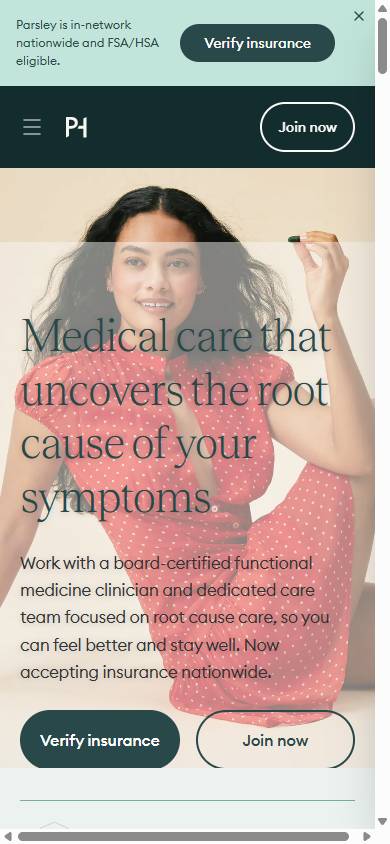 Parsley is in-network
nationwide and FSA/HSA
eligible.
Verify insurance
PH
Join now
Medical care that
uncovers the root
cause of your
symptoms
Work with a board-certified functional
medicine clinician and dedicated care
team focused on root cause care, so you
can feel better and stay well. Now
accepting insurance nationwide.
Verify insurance
Join now